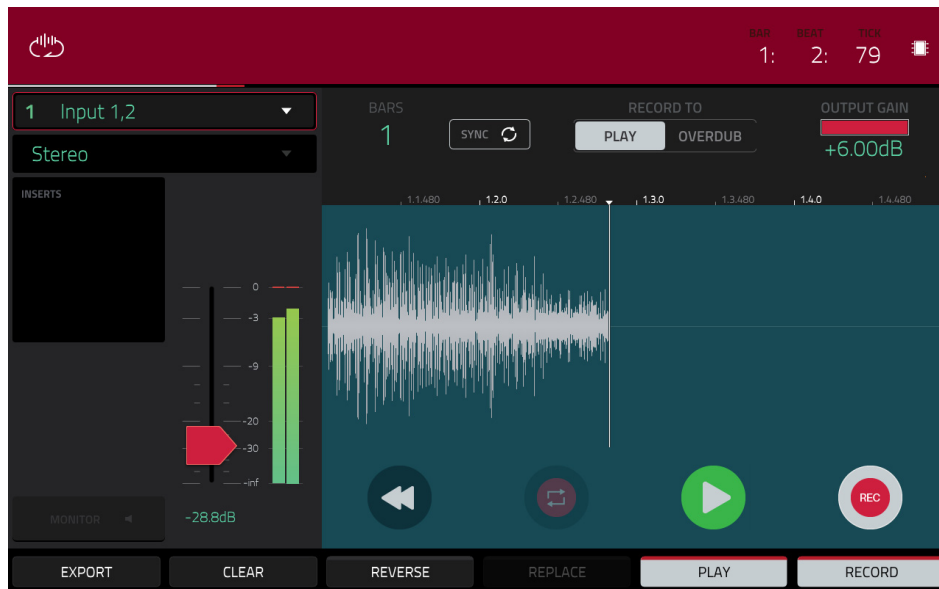 BAR BEAT TICK
1: 2: 79
1 Input 1,2
Stereo
INSERTS
0
-3
-9
-20
-30
-inf
MONITOR
-28.8dB
BARS
1
SYNC
RECORD TO
PLAY OVERDUB
OUTPUT GAIN
+6.00dB
1.1.480 1.2.0 1.2.480 1.3.0 1.3.480 1.4.0 1.4.480
REC
EXPORT CLEAR REVERSE REPLACE PLAY RECORD